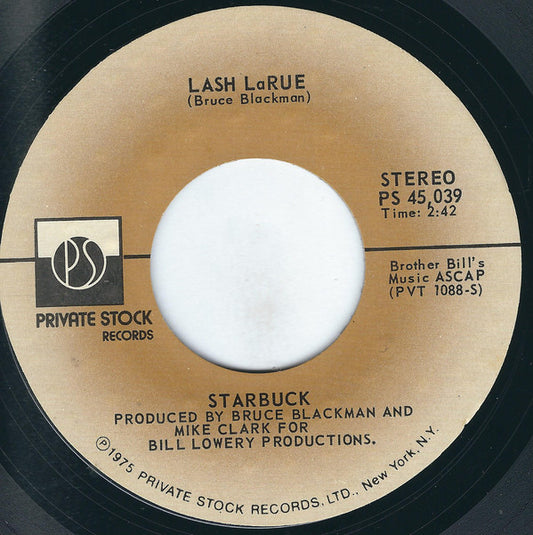 LASH LaRUE
(Bruce Blackman)
STEREO
PS 45,039
Time: 2:42
PS
PRIVATE STOCK
RECORDS
Brother Bill's
Music ASCAP
(PVT 1088-S)
STARBUCK
PRODUCED BY BRUCE BLACKMAN AND
MIKE CLARK FOR
BILL LOWERY PRODUCTIONS.
Ⓟ1975 PRIVATE STOCK RECORDS, LTD., New York, N.Y.